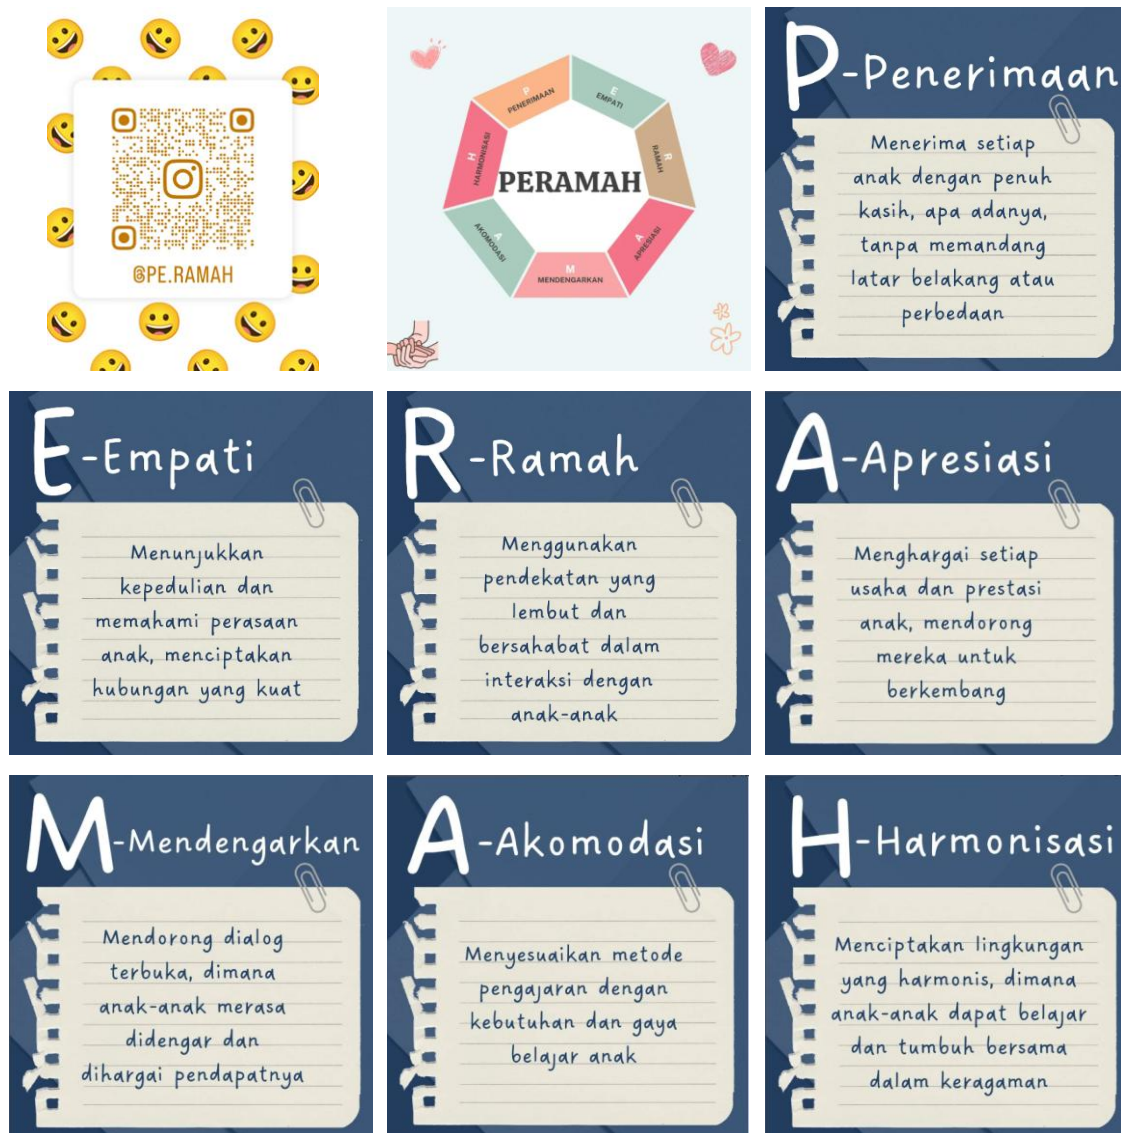 @PE.RAMAH
P
PENERIMAAN
E
EMPATI
R
RAMAH
A
APRESIASI
M
MENDENGARKAN
A
AKOMODASI
H
HARMONISASI
PERAMAH
P-Penerimaan
Menerima setiap
anak dengan penuh
kasih, apa adanya,
tanpa memandang
latar belakang atau
perbedaan
E-Empati
Menunjukkan
kepedulian dan
memahami perasaan
anak, menciptakan
hubungan yang kuat
R-Ramah
Menggunakan
pendekatan yang
lembut dan
bersahabat dalam
interaksi dengan
anak-anak
A-Apresiasi
Menghargai setiap
usaha dan prestasi
anak, mendorong
mereka untuk
berkembang
M-Mendengarkan
Mendorong dialog
terbuka, dimana
anak-anak merasa
didengar dan
dihargai pendapatnya
A-Akomodasi
Menyesuaikan metode
pengajaran dengan
kebutuhan dan gaya
belajar anak
H-Harmonisasi
Menciptakan lingkungan
yang harmonis, dimana
anak-anak dapat belajar
dan tumbuh bersama
dalam keragaman